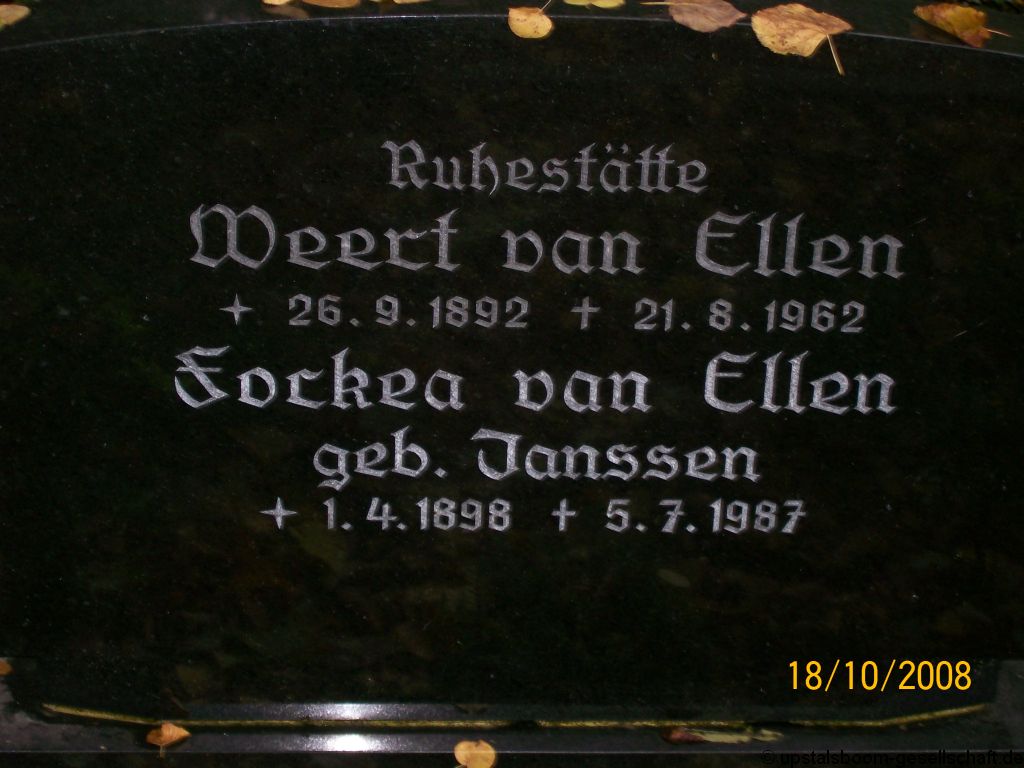 Ruhestätte
Weert van Ellen
+ 26.9.1892 † 21.8.1962
Fockea van Ellen
geb. Janssen
+ 1.4.1898 † 5.7.1987
18/10/2008
© upstalsboom-gesellschaft.de